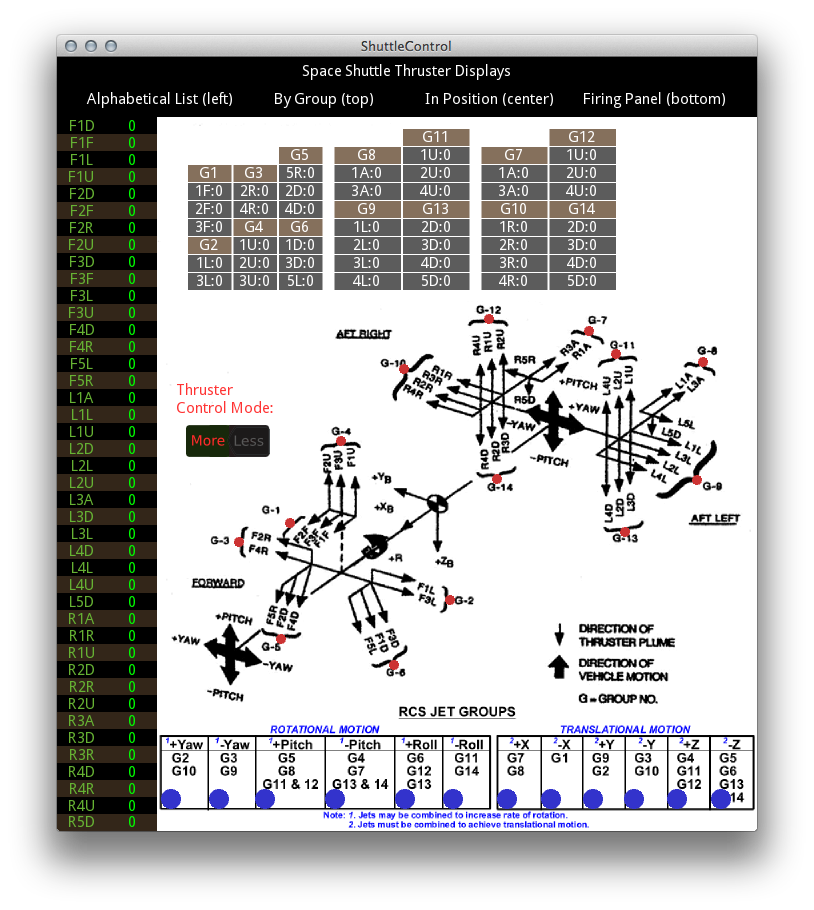 ShuttleControl
Space Shuttle Thruster Displays
Alphabetical List (left) By Group (top) In Position (center) Firing Panel (bottom)
F1D 0
F1F 0
F1L 0
F1U 0
F2D 0
F2F 0
F2R 0
F2U 0
F3D 0
F3F 0
F3L 0
F3U 0
F4D 0
F4R 0
F5L 0
F5R 0
L1A 0
L1L 0
L1U 0
L2D 0
L2L 0
L2U 0
L3A 0
L3D 0
L3L 0
L4D 0
L4L 0
L4U 0
L5D 0
R1A 0
R1R 0
R1U 0
R2D 0
R2R 0
R2U 0
R3A 0
R3D 0
R3R 0
R4D 0
R4R 0
R4U 0
R5D 0
G11 G12
G5 G8 1U:0 G7 1U:0
G1 G3 5R:0 1A:0 2U:0 1A:0 2U:0
1F:0 2R:0 2D:0 3A:0 4U:0 3A:0 4U:0
2F:0 4R:0 4D:0 G9 G13 G10 G14
3F:0 G4 G6 1L:0 2D:0 1R:0 2D:0
G2 1U:0 1D:0 2L:0 3D:0 2R:0 3D:0
1L:0 2U:0 3D:0 3L:0 4D:0 3R:0 4D:0
3L:0 3U:0 5L:0 4L:0 5D:0 4R:0 5D:0
G-12
G-7
AFT RIGHT
R4U
R1U
R2U
R3A
R1A
G-11
G-8
G-10
R1R
R3R
R2R
R4R
R5R
R5D
+PITCH
+YAW
-YAW
-PITCH
L4U
L2U
L1U
L1A
L3A
L5L
L5D
L1L
L3L
L2L
L4L
G-9
R4D
R2D
R3D
G-14
L4D
L2D
L3D
G-13
AFT LEFT
Thruster
Control Mode:
More Less
G-4
F2U
F3U
F1U
+YB
+XB
+ZB
+R
G-1
F2F
F3F
F1F
G-3
F2R
F4R
FORWARD
F1L
F3L
G-2
F5R
F2D
F4D
G-5
F5L
F1D
F3D
G-6
+PITCH
+YAW
-YAW
-PITCH
DIRECTION OF
THRUSTER PLUME
DIRECTION OF
VEHICLE MOTION
G = GROUP NO.
RCS JET GROUPS
ROTATIONAL MOTION TRANSLATIONAL MOTION
1+Yaw 1-Yaw 1+Pitch 1-Pitch 1+Roll 1-Roll 2+X 2-X 2+Y 2-Y 2+Z 2-Z
G2 G3 G5 G4 G6 G11 G7 G1 G9 G3 G4 G5
G10 G9 G8 G7 G12 G14 G8 G2 G10 G11 G6
G11 & 12 G13 & 14 G13 G12 G13
14
Note: 1. Jets may be combined to increase rate of rotation.
2. Jets must be combined to achieve translational motion.